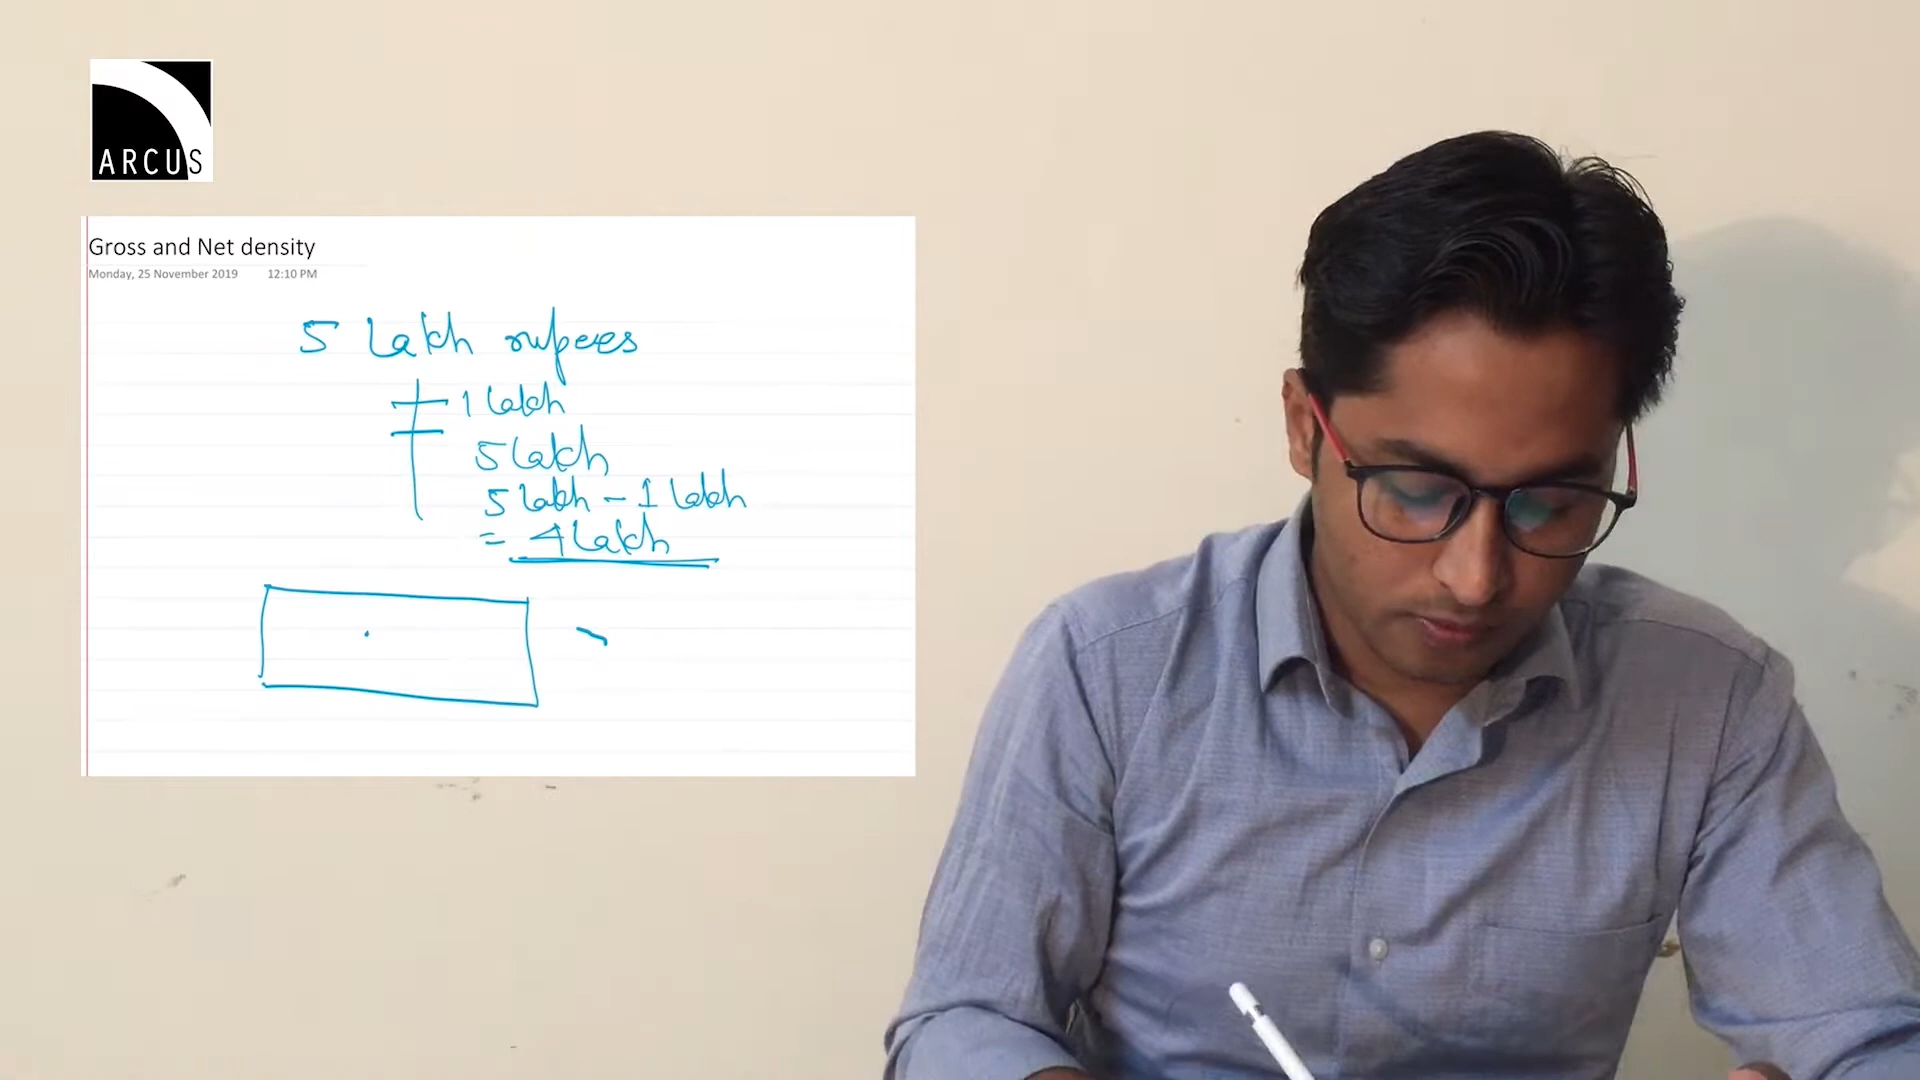 ARCUS
Gross and Net density
Monday, 25 November 2019 12:10 PM
5 Lakh rupees
1 Lakh
5 Lakh
5 Lakh - 1 Lakh
= 4 Lakh